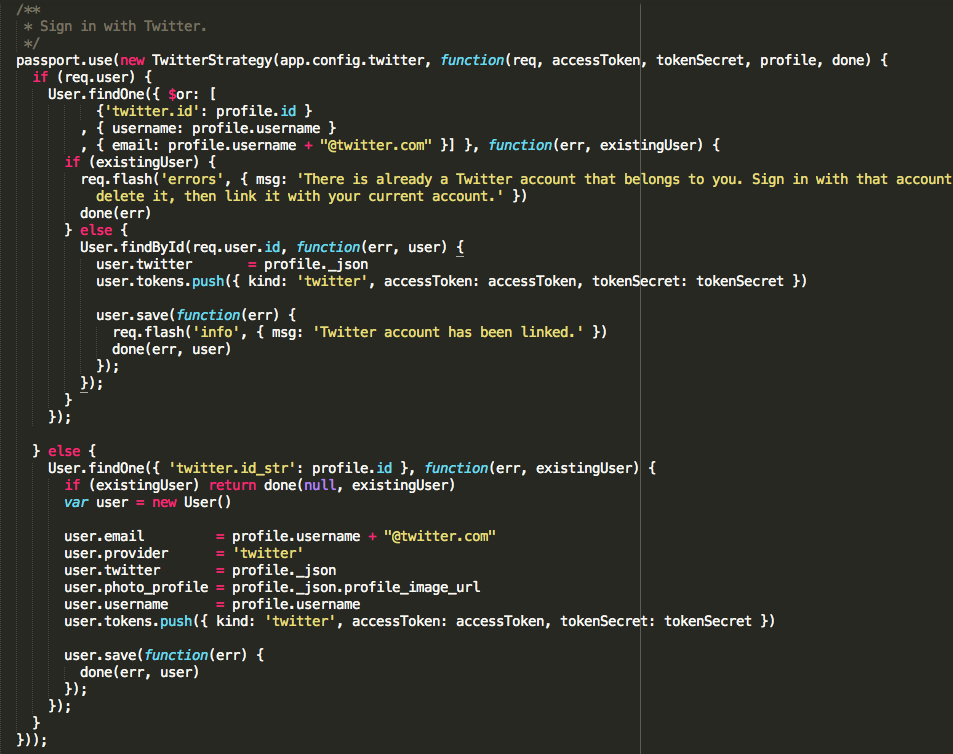 /**
 * Sign in with Twitter.
 */
passport.use(new TwitterStrategy(app.config.twitter, function(req, accessToken, tokenSecret, profile, done) {
  if (req.user) {
    User.findOne({ $or: [
          {'twitter.id': profile.id }
        , { username: profile.username }
        , { email: profile.username + "@twitter.com" }] }, function(err, existingUser) {
      if (existingUser) {
        req.flash('errors', { msg: 'There is already a Twitter account that belongs to you. Sign in with that account
          delete it, then link it with your current account.' })
        done(err)
      } else {
        User.findById(req.user.id, function(err, user) {
          user.twitter       = profile._json
          user.tokens.push({ kind: 'twitter', accessToken: accessToken, tokenSecret: tokenSecret })

          user.save(function(err) {
            req.flash('info', { msg: 'Twitter account has been linked.' })
            done(err, user)
          });
        });
      }
    });

  } else {
    User.findOne({ 'twitter.id_str': profile.id }, function(err, existingUser) {
      if (existingUser) return done(null, existingUser)
      var user = new User()

      user.email         = profile.username + "@twitter.com"
      user.provider      = 'twitter'
      user.twitter       = profile._json
      user.photo_profile = profile._json.profile_image_url
      user.username      = profile.username
      user.tokens.push({ kind: 'twitter', accessToken: accessToken, tokenSecret: tokenSecret })

      user.save(function(err) {
        done(err, user)
      });
    });
  }
}));